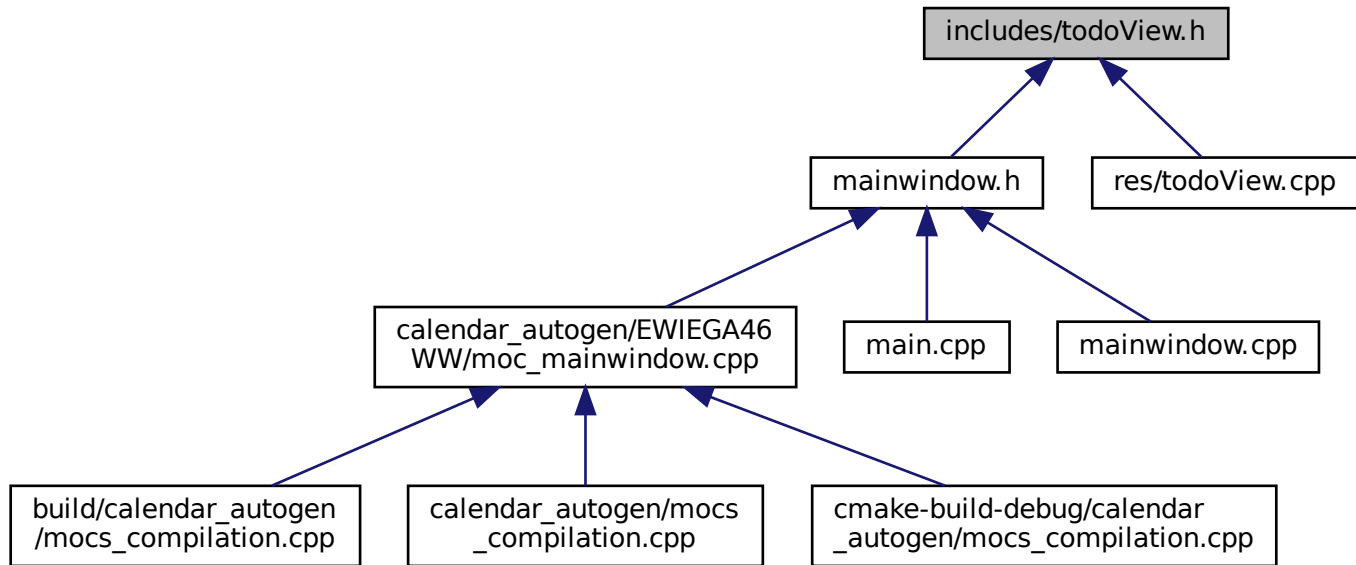 includes/todoView.h
mainwindow.h
res/todoView.cpp
calendar_autogen/EWIEGA46
WW/moc_mainwindow.cpp
main.cpp
mainwindow.cpp
build/calendar_autogen
/mocs_compilation.cpp
calendar_autogen/mocs
_compilation.cpp
cmake-build-debug/calendar
_autogen/mocs_compilation.cpp